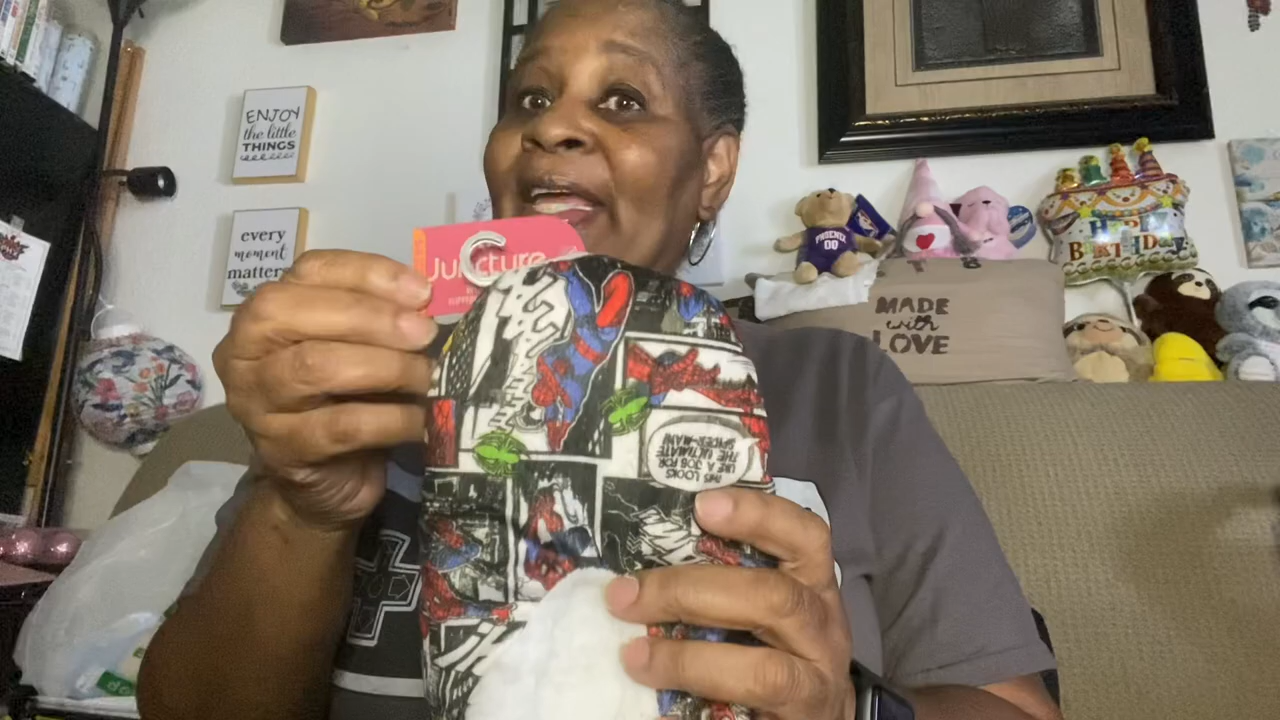 ENJOY
the little
THINGS
every
moment
matters
Juncture
PHOENIX
00
MADE
with
LOVE
HAPPY
BIRTHDAY
THIS LOOKS
LIKE A JOB FOR
THE ULTIMATE
SPIDER-MAN!